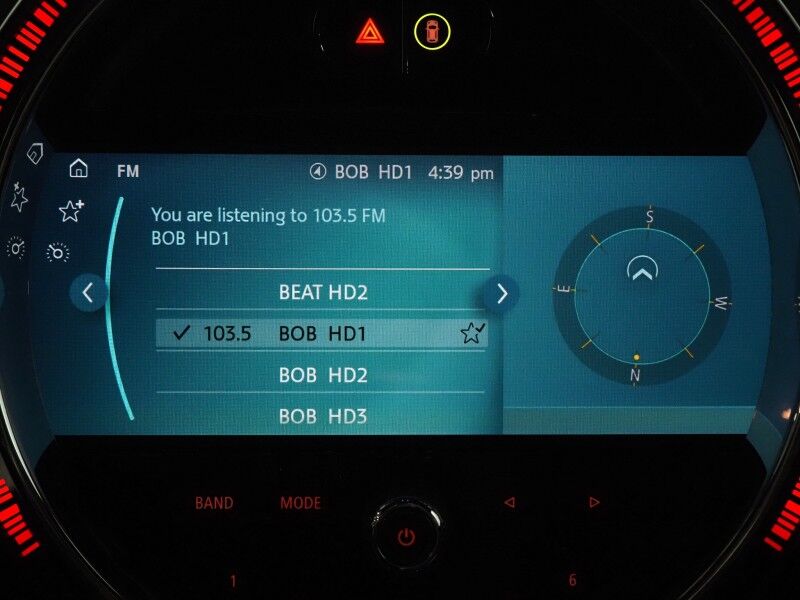 FM BOB HD1 4:39 pm
You are listening to 103.5 FM
BOB HD1
BEAT HD2
103.5 BOB HD1
BOB HD2
BOB HD3
S
E W
N
BAND MODE
1 6